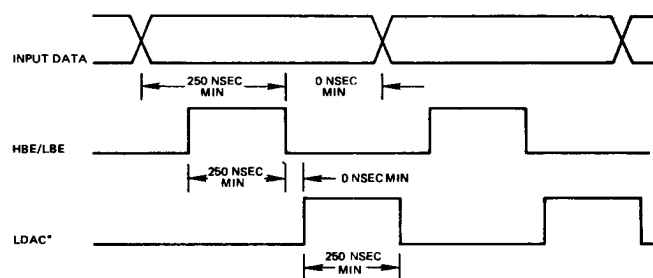 INPUT DATA
250 NSEC
MIN
0 NSEC
MIN
HBE/LBE
250 NSEC
MIN
0 NSEC MIN
LDAC*
250 NSEC
MIN